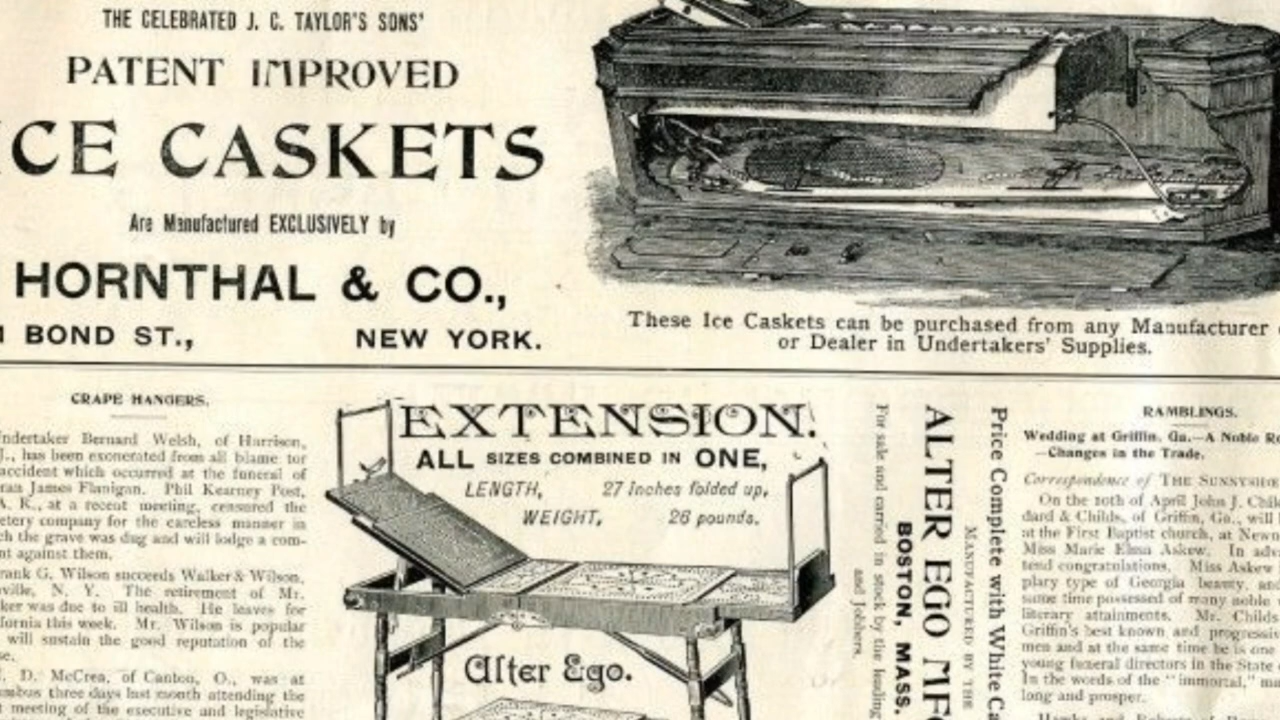 THE CELEBRATED J. C. TAYLOR'S SONS'
PATENT IMPROVED
ICE CASKETS
Are Manufactured EXCLUSIVELY by
HORNTHAL & CO.,
BOND ST., NEW YORK.
These Ice Caskets can be purchased from any Manufacturer
or Dealer in Undertakers' Supplies.
CRAPE HANGERS.
Undertaker Bernard Welsh, of Harrison,
J., has been exonerated from all blame for
accident which occurred at the funeral of
James Flanigan. Phil Kearney Post,
A. R., at a recent meeting, censured the
cemetery company for the careless manner in
which the grave was dug and will lodge a com-
against them.
Frank G. Wilson succeeds Walker & Wilson,
ville, N. Y. The retirement of Mr.
was due to ill health. He leaves for
California this week. Mr. Wilson is popular
will sustain the good reputation of the
D. McCrea, of Canton, O., was at
Columbus three days last month attending the
meeting of the executive and legislative
EXTENSION!
ALL SIZES COMBINED IN ONE,
LENGTH, 27 inches folded up,
WEIGHT, 26 pounds.
Alter Ego.
For sale and carried in stock by the leading
and Jobbers.
BOSTON, MASS.
ALTER EGO MFG
MANUFACTURED BY THE
Price Complete with White Ca
RAMBLINGS.
Wedding at Griffin, Ga.—A Noble
—Changes in the Trade.
Correspondence of THE SUNNYSIDE
On the 20th of April John J. Childs
dard & Childs, of Griffin, Ga., will
at the First Baptist church, at
Miss Marie Elma Askew. In
tend congratulations. Miss Askew
plary type of Georgia beauty, and
same time possessed of many noble
literary attainments. Mr. Childs
Griffin's best known and progressive
men and at the same time he is one
young funeral directors in the State
In the words of the "immortal,"
long and prosper.